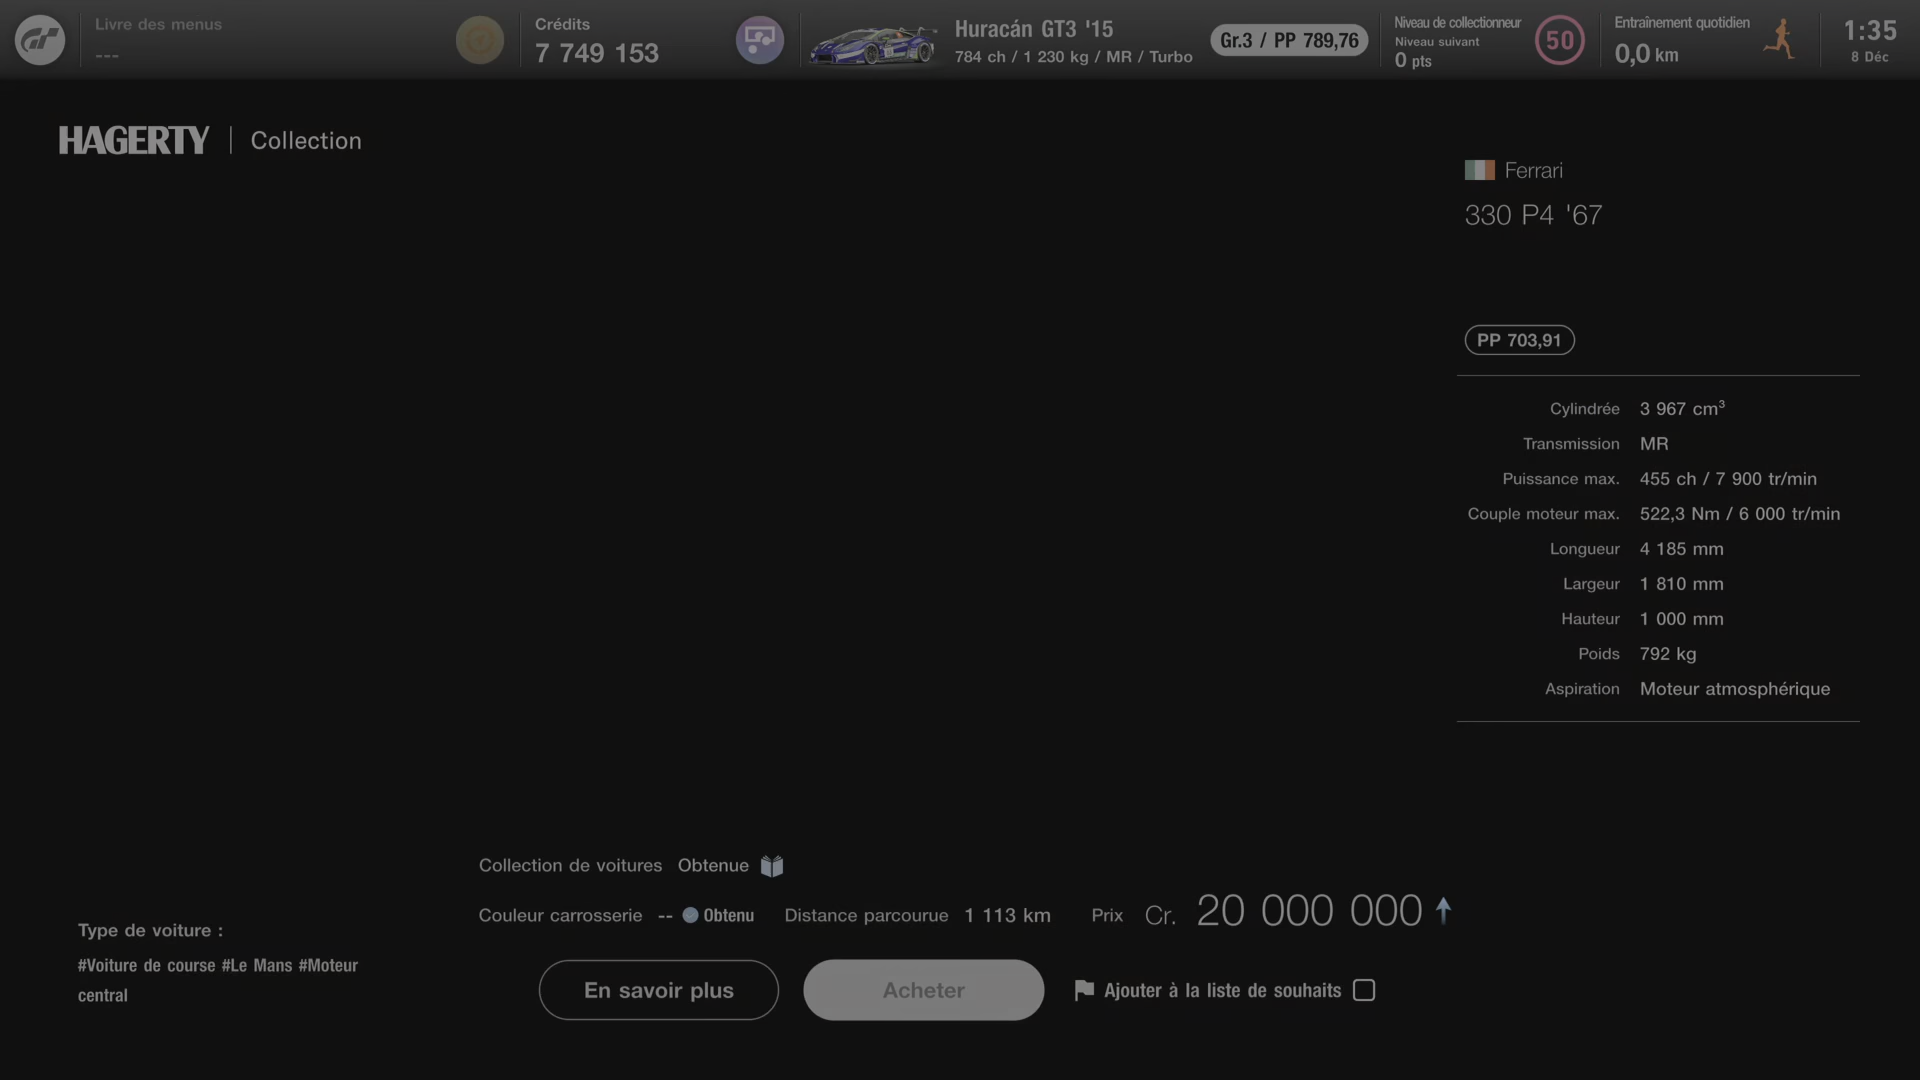 Livre des menus
---
Crédits
7 749 153
Huracán GT3 '15
784 ch / 1 230 kg / MR / Turbo
Gr.3 / PP 789,76
Niveau de collectionneur
Niveau suivant
0 pts
50
Entraînement quotidien
0,0 km
1:35
8 Déc
HAGERTY | Collection
Ferrari
330 P4 '67
PP 703,91
Cylindrée 3 967 cm³
Transmission MR
Puissance max. 455 ch / 7 900 tr/min
Couple moteur max. 522,3 Nm / 6 000 tr/min
Longueur 4 185 mm
Largeur 1 810 mm
Hauteur 1 000 mm
Poids 792 kg
Aspiration Moteur atmosphérique
Collection de voitures Obtenue
Couleur carrosserie -- Obtenu Distance parcourue 1 113 km Prix Cr. 20 000 000
Type de voiture :
#Voiture de course #Le Mans #Moteur
central
En savoir plus
Acheter
Ajouter à la liste de souhaits